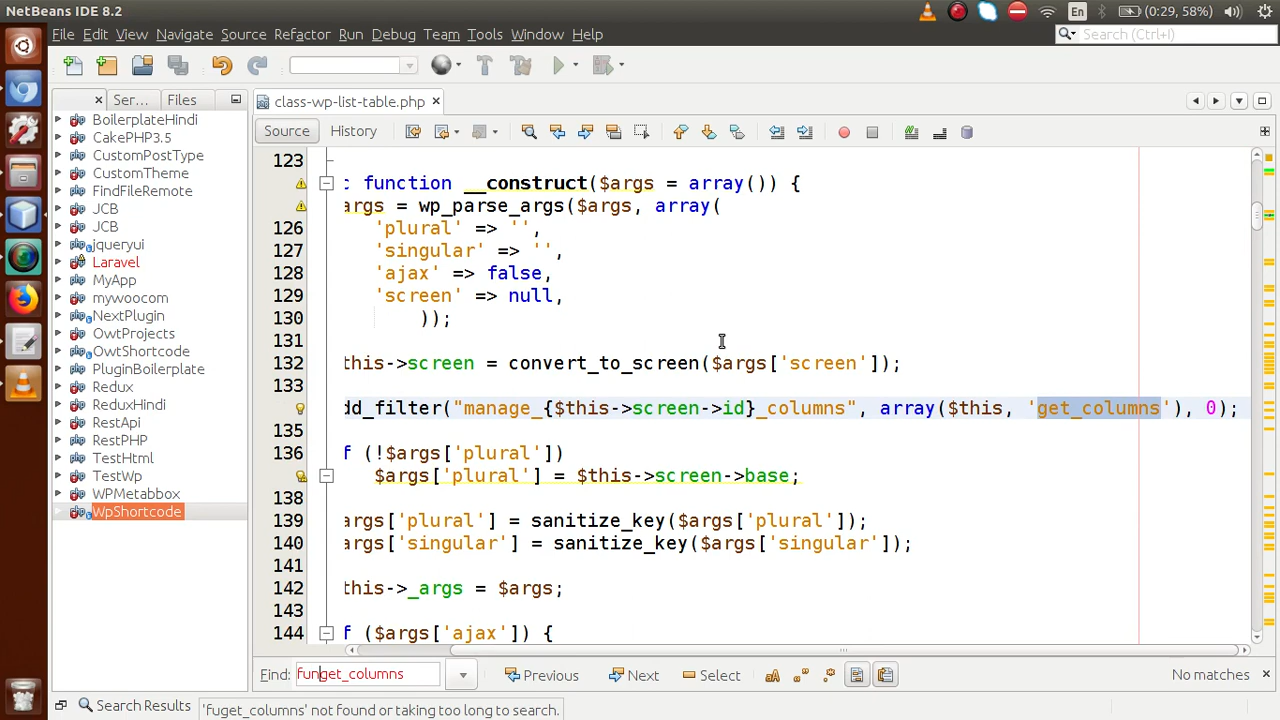 NetBeans IDE 8.2
En
(0:29, 58%)
File Edit View Navigate Source Refactor Run Debug Team Tools Window Help
Search (Ctrl+I)
Ser... Files
class-wp-list-table.php
Source History
BoilerplateHindi
CakePHP3.5
CustomPostType
CustomTheme
FindFileRemote
JCB
JCB
jqueryui
Laravel
MyApp
mywoocom
NextPlugin
OwtProjects
OwtShortcode
PluginBoilerplate
Redux
ReduxHindi
RestApi
RestPHP
TestHtml
TestWp
WPMetabbox
WpShortcode
123
c function __construct($args = array()) {
args = wp_parse_args($args, array(
126 'plural' => '',
127 'singular' => '',
128 'ajax' => false,
129 'screen' => null,
130 ));
131
132 this->screen = convert_to_screen($args['screen']);
133
dd_filter("manage_{$this->screen->id}_columns", array($this, 'get_columns'), 0);
135
136 f (!$args['plural'])
$args['plural'] = $this->screen->base;
138
139 args['plural'] = sanitize_key($args['plural']);
140 args['singular'] = sanitize_key($args['singular']);
141
142 this->_args = $args;
143
144 f ($args['ajax']) {
Find: funget_columns Previous Next Select No matches
Search Results 'fuget_columns' not found or taking too long to search.